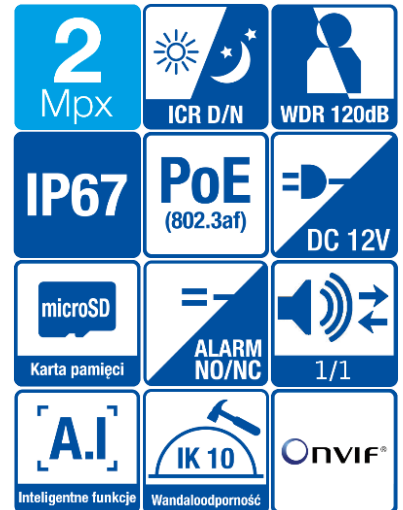 2
Mpx
ICR D/N
WDR 120dB
IP67
PoE
(802.3af)
DC 12V
microSD
Karta pamięci
ALARM
NO/NC
1/1
[A.I]
Inteligentne funkcje
IK 10
Wandaloodporność
ONVIF®